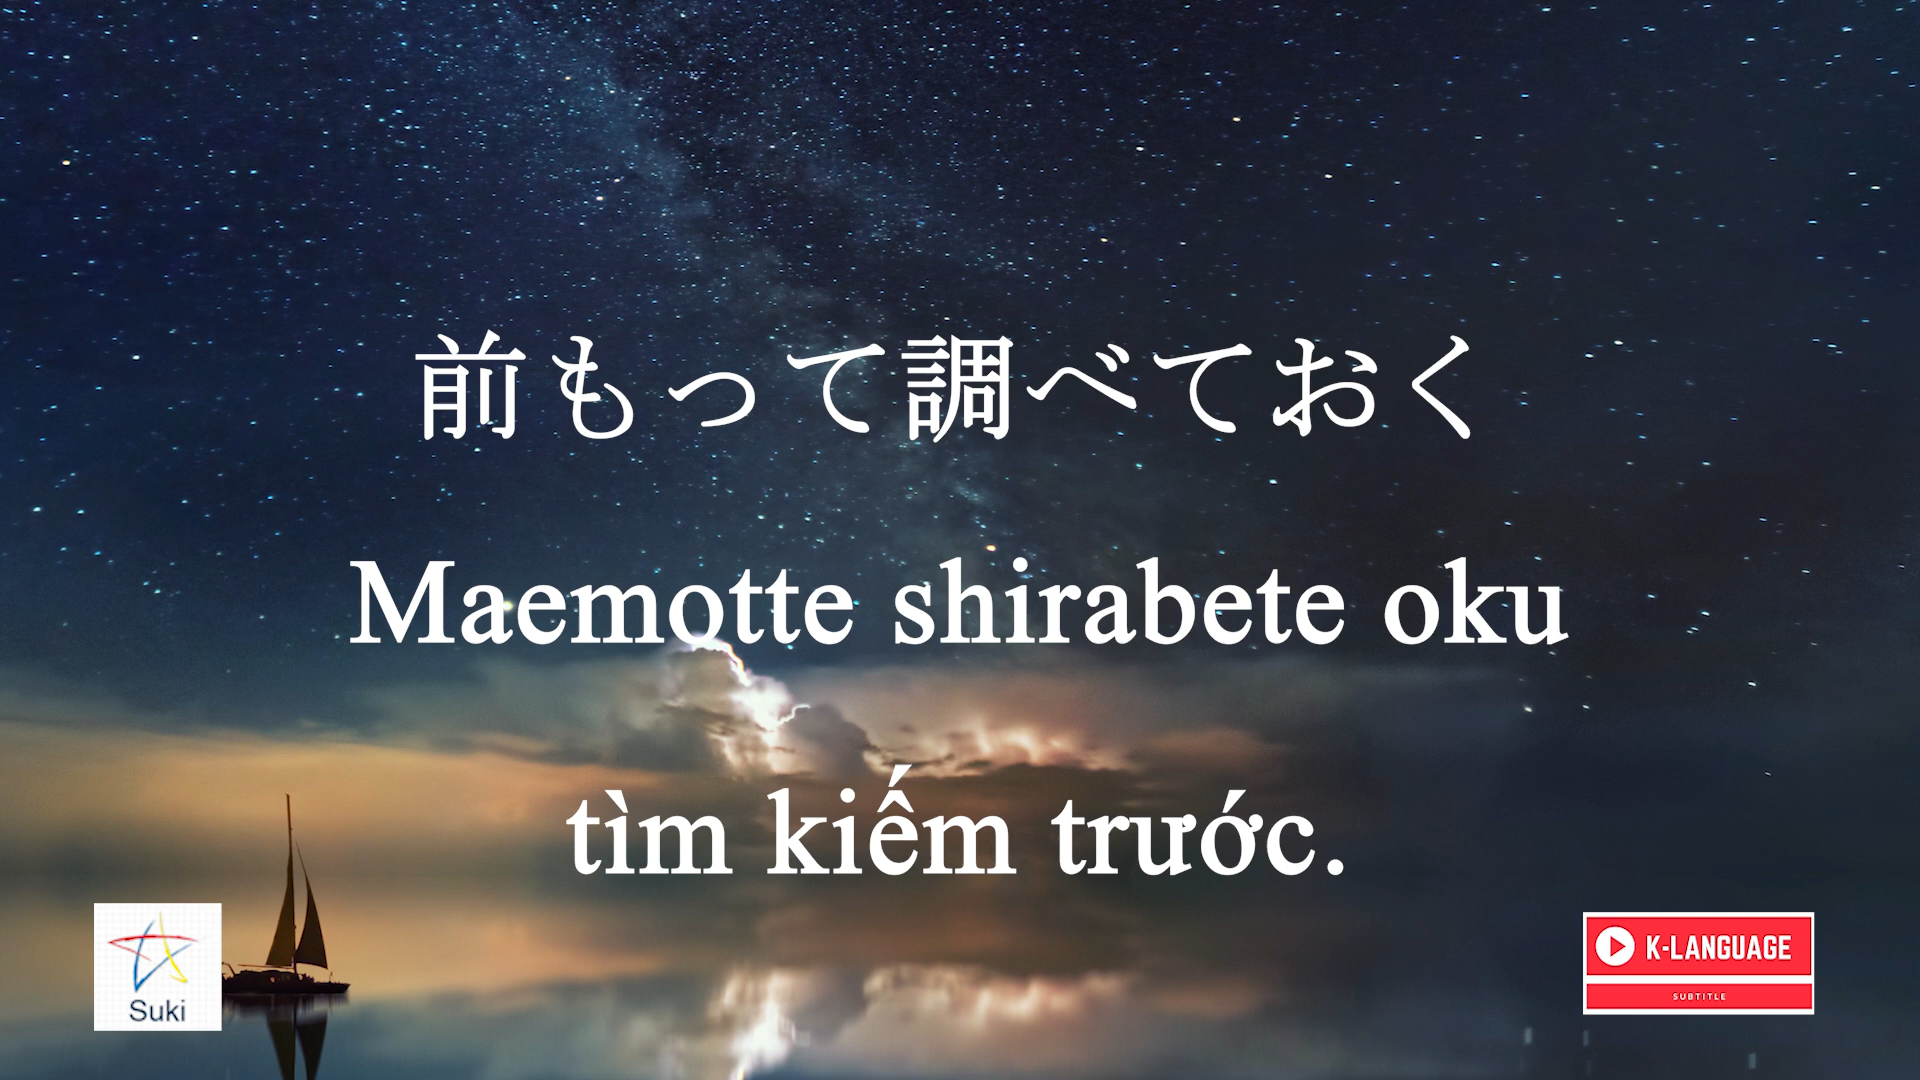 前もって調べておく
Maemotte shirabete oku
tìm kiếm trước.
Suki
K-LANGUAGE
SUBTITLE